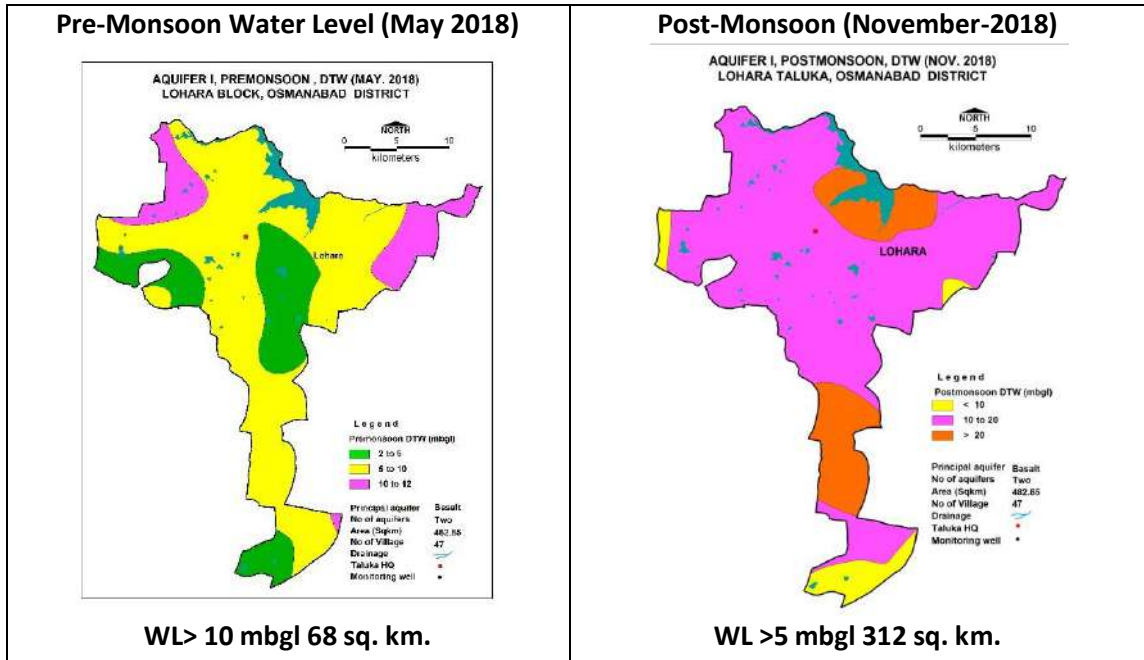 Pre-Monsoon Water Level (May 2018)
AQUIFER I, PREMONSOON , DTW (MAY. 2018)
LOHARA BLOCK, OSMANABAD DISTRICT
NORTH
0 5 10
kilometers
Lohara
Legend
Premonsoon DTW (mbgl)
2 to 5
5 to 10
10 to 12
Principal aquifer Basalt
No of aquifers Two
Area (Sqkm) 482.85
No of Village 47
Drainage
Taluka HQ
Monitoring well
WL> 10 mbgl 68 sq. km.
Post-Monsoon (November-2018)
AQUIFER I, POSTMONSOON, DTW (NOV. 2018)
LOHARA TALUKA, OSMANABAD DISTRICT
NORTH
0 5 10
kilometers
LOHARA
Legend
Postmonsoon DTW (mbgl)
< 10
10 to 20
> 20
Principal aquifer Basalt
No of aquifers Two
Area (Sqkm) 482.85
No of Village 47
Drainage
Taluka HQ
Monitoring well
WL >5 mbgl 312 sq. km.